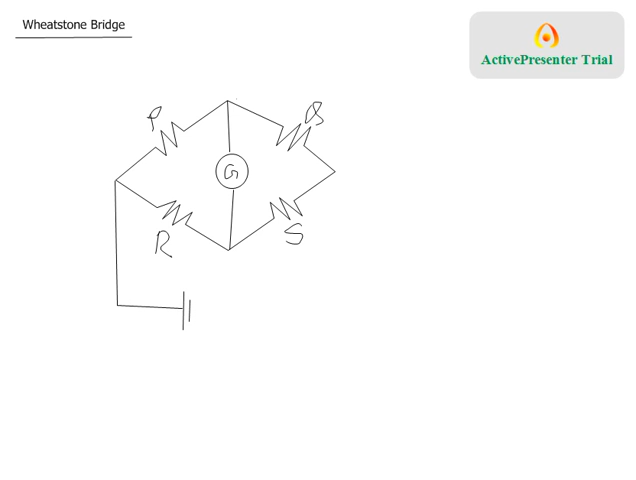 Wheatstone Bridge
ActivePresenter Trial
P
Q
G
R
S